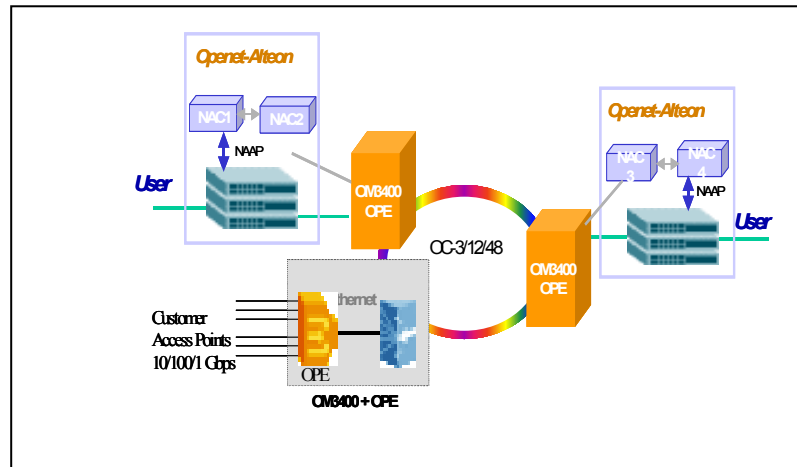 Openet-Alteon
NAC1
NAC2
NAAP
User
OM3400
OPE
OC-3/12/48
Openet-Alteon
NAC
3
NAC
4
NAAP
User
OM3400
OPE
thernet
Customer
Access Points
10/100/1 Gbps
OPE
OM3400 + OPE